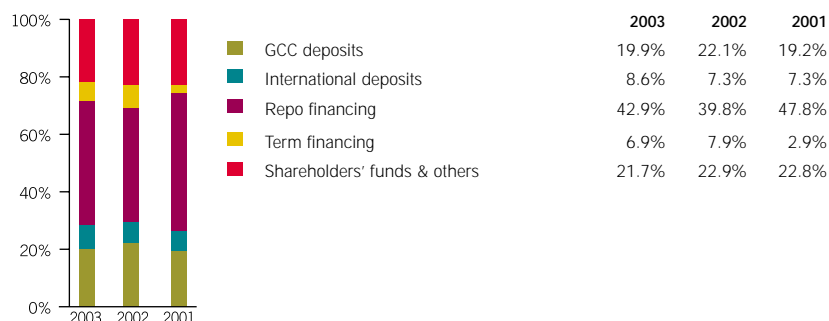 100%
80%
60%
40%
20%
0%
2003 2002 2001
2003 2002 2001
GCC deposits 19.9% 22.1% 19.2%
International deposits 8.6% 7.3% 7.3%
Repo financing 42.9% 39.8% 47.8%
Term financing 6.9% 7.9% 2.9%
Shareholders' funds & others 21.7% 22.9% 22.8%